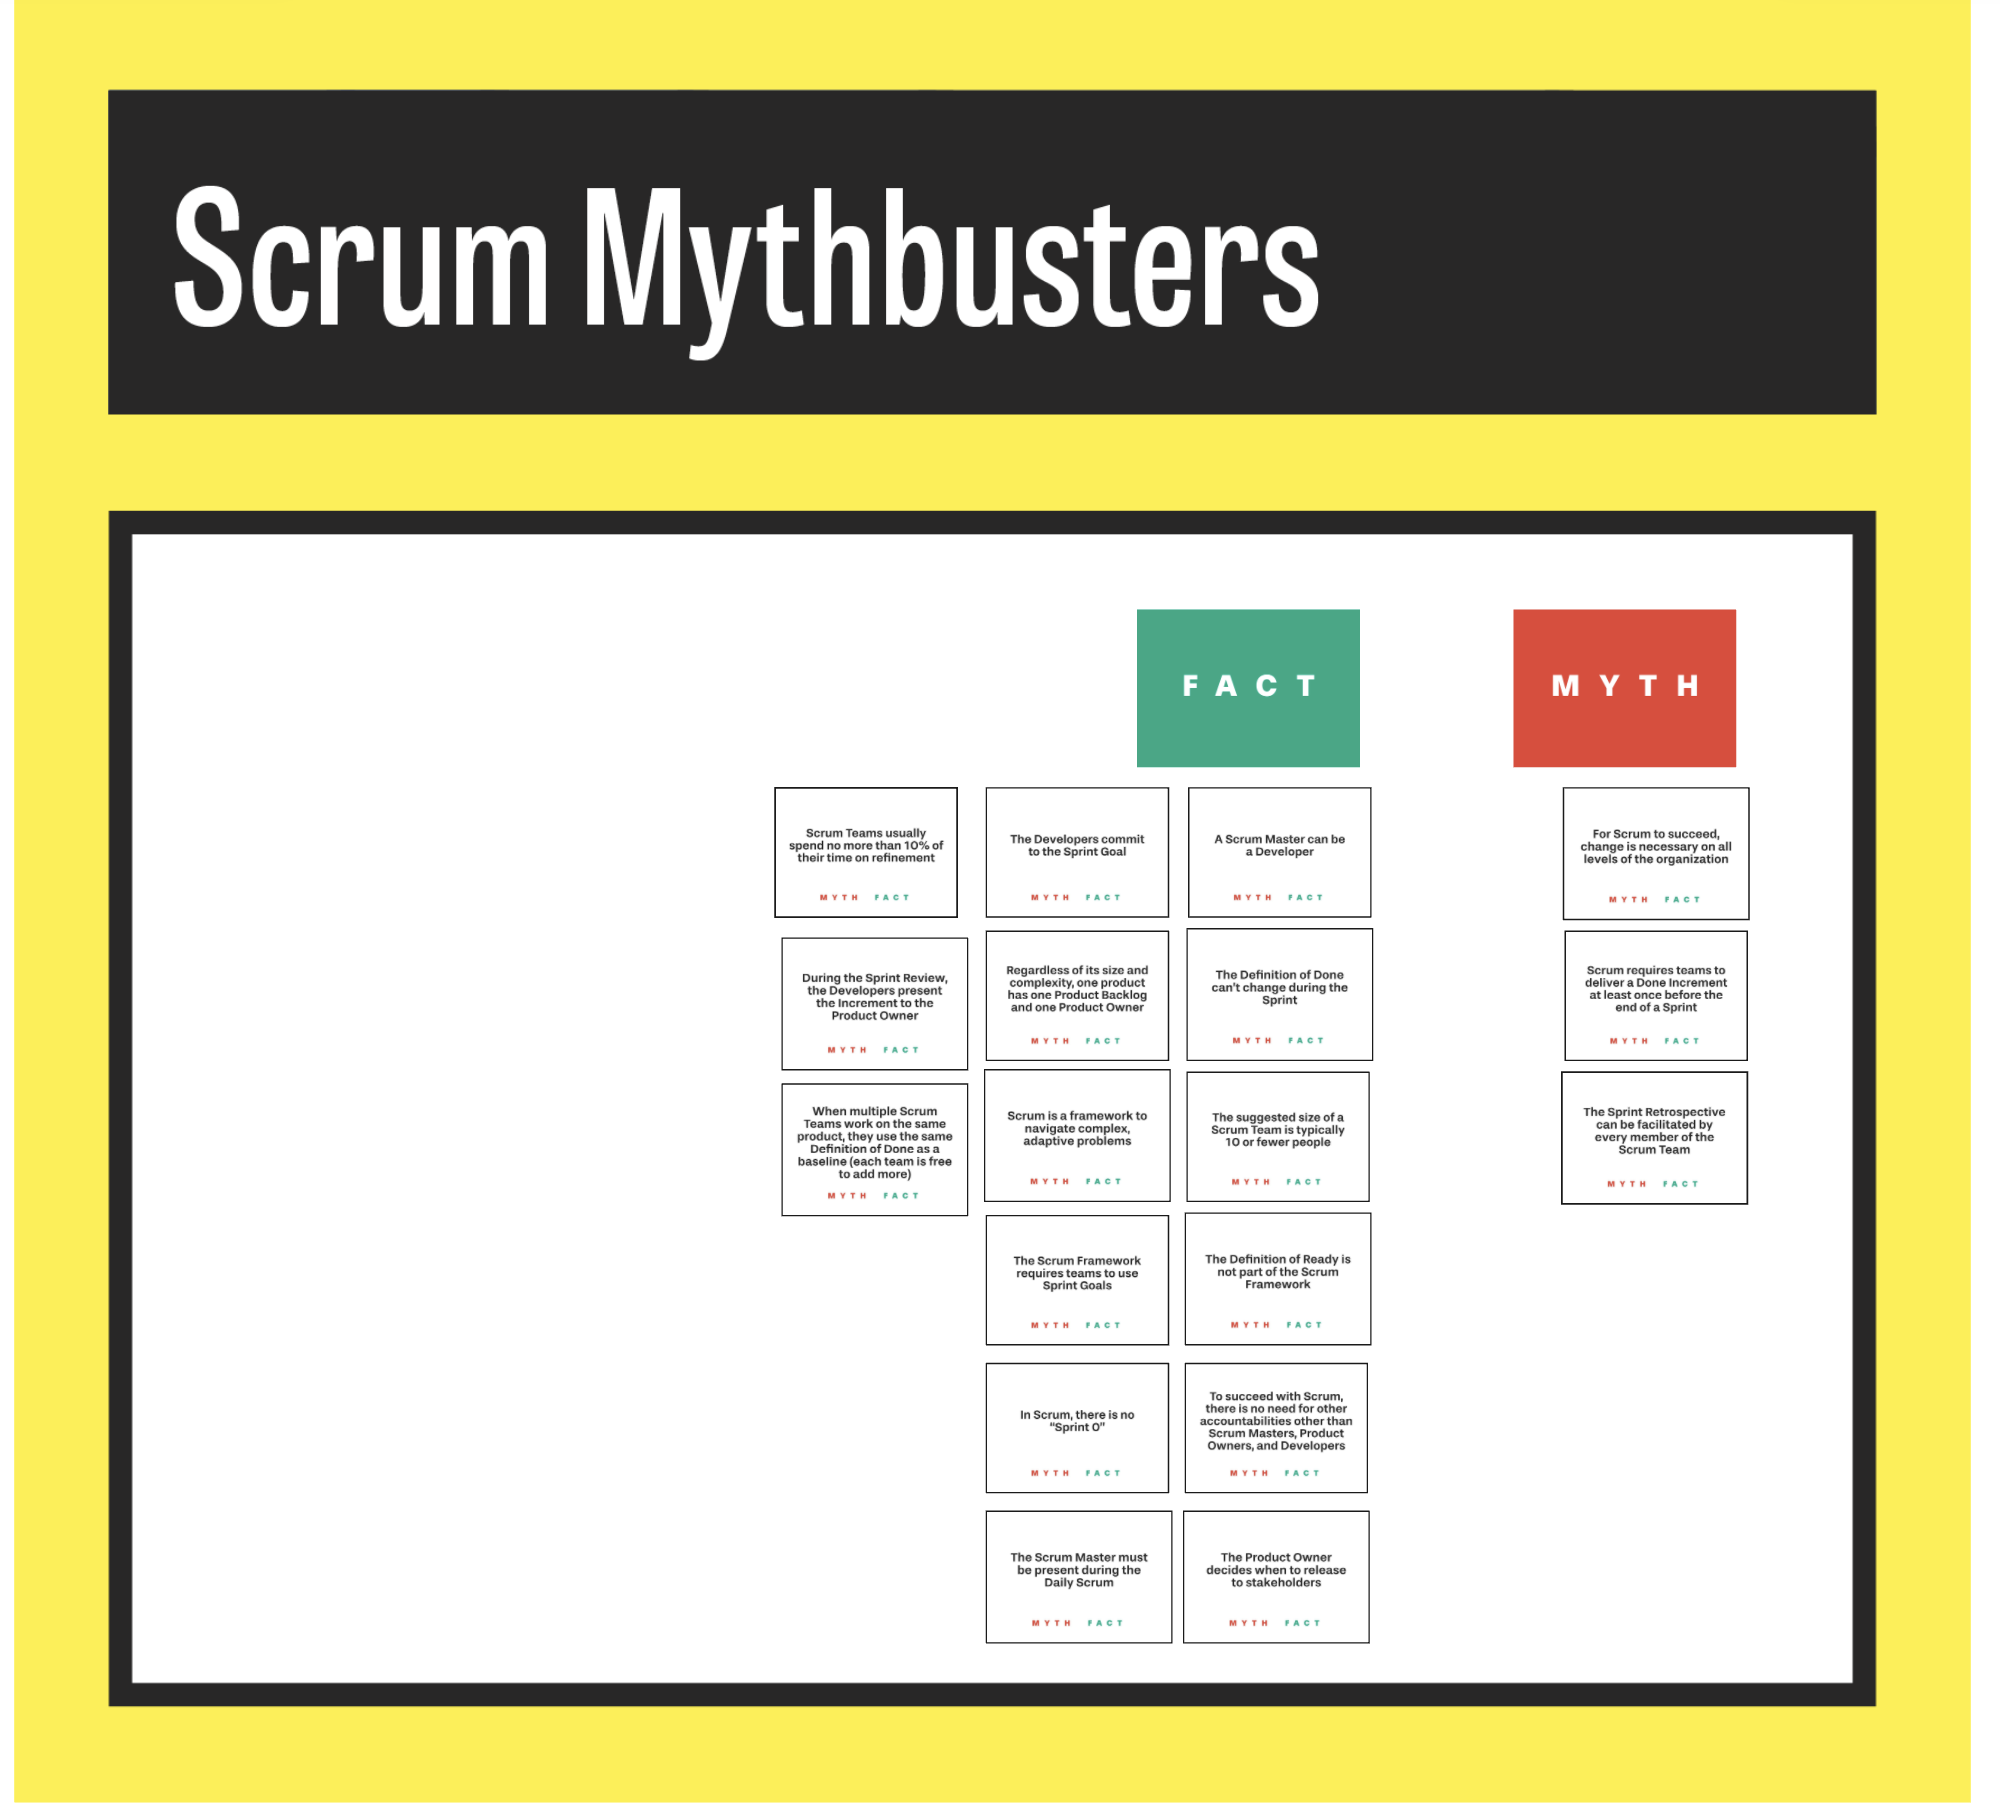 Scrum Mythbusters
FACT
MYTH
Scrum Teams usually
spend no more than 10% of
their time on refinement
MYTH FACT
The Developers commit
to the Sprint Goal
MYTH FACT
A Scrum Master can be
a Developer
MYTH FACT
For Scrum to succeed,
change is necessary on all
levels of the organization
MYTH FACT
During the Sprint Review,
the Developers present
the Increment to the
Product Owner
MYTH FACT
Regardless of its size and
complexity, one product
has one Product Backlog
and one Product Owner
MYTH FACT
The Definition of Done
can't change during the
Sprint
MYTH FACT
Scrum requires teams to
deliver a Done Increment
at least once before the
end of a Sprint
MYTH FACT
When multiple Scrum
Teams work on the same
product, they use the same
Definition of Done as a
baseline (each team is free
to add more)
MYTH FACT
Scrum is a framework to
navigate complex,
adaptive problems
MYTH FACT
The suggested size of a
Scrum Team is typically
10 or fewer people
MYTH FACT
The Sprint Retrospective
can be facilitated by
every member of the
Scrum Team
MYTH FACT
The Scrum Framework
requires teams to use
Sprint Goals
MYTH FACT
The Definition of Ready is
not part of the Scrum
Framework
MYTH FACT
In Scrum, there is no
“Sprint 0”
MYTH FACT
To succeed with Scrum,
there is no need for other
accountabilities other than
Scrum Masters, Product
Owners, and Developers
MYTH FACT
The Scrum Master must
be present during the
Daily Scrum
MYTH FACT
The Product Owner
decides when to release
to stakeholders
MYTH FACT